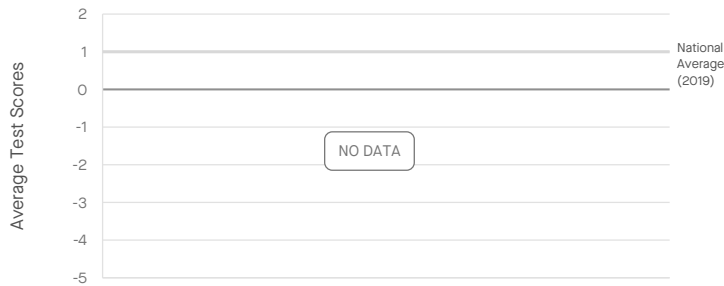 2
1
National
Average
(2019)
0
-1
NO DATA
-2
-3
-4
-5
Average Test Scores